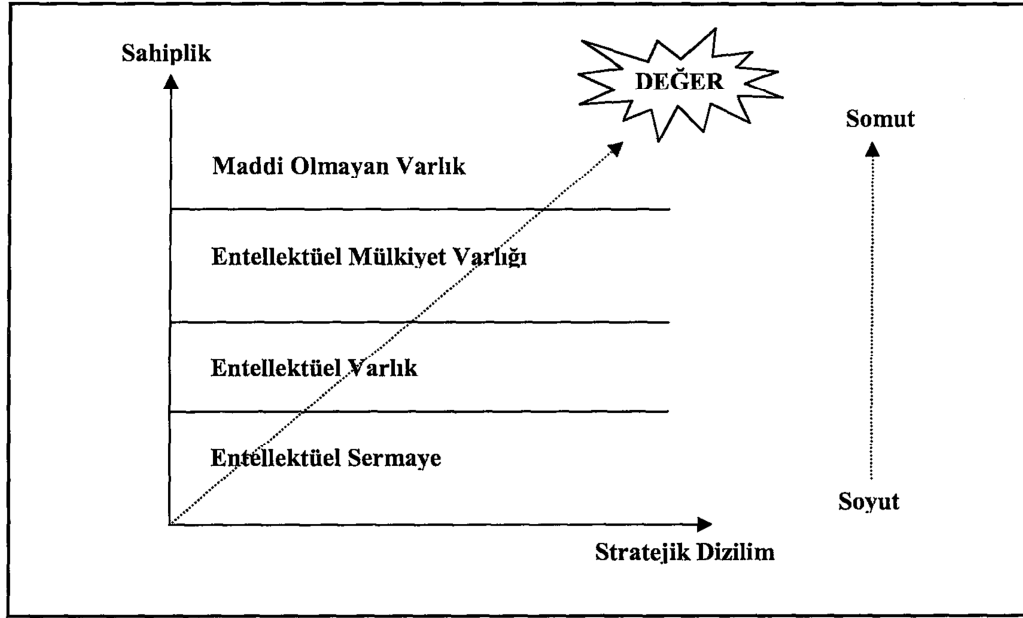 Sahiplik
DEĞER
Somut
Maddi Olmayan Varlık
Entellektüel Mülkiyet Varlığı
Entellektüel Varlık
Entellektüel Sermaye
Soyut
Stratejik Dizilim